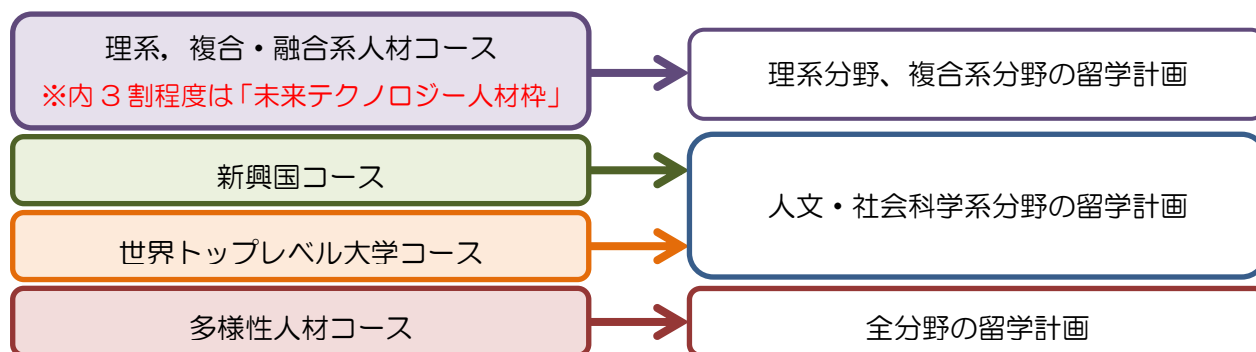 理系，複合・融合系人材コース
※内３割程度は「未来テクノロジー人材枠」
理系分野、複合系分野の留学計画
新興国コース
世界トップレベル大学コース
人文・社会科学系分野の留学計画
多様性人材コース
全分野の留学計画